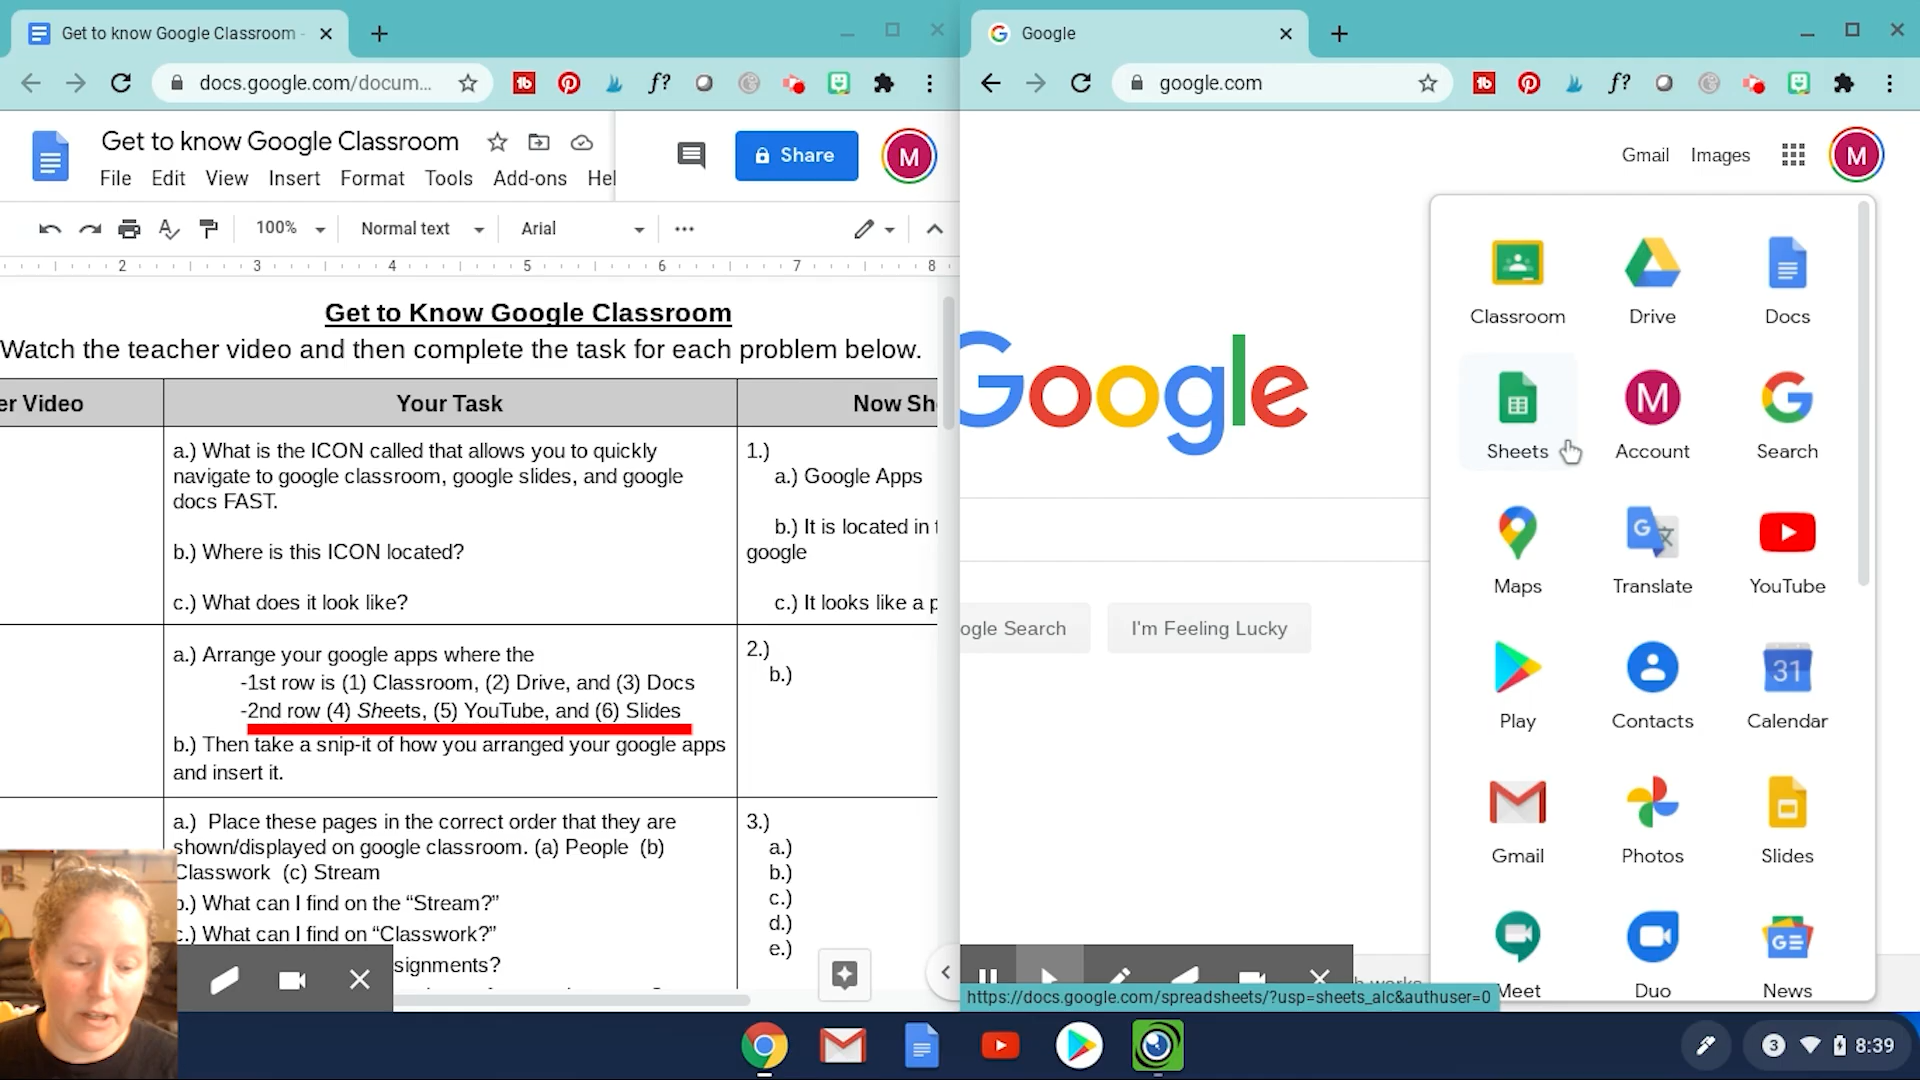 Get to know Google Classroom -
docs.google.com/docum...
Get to know Google Classroom
Share
M
File Edit View Insert Format Tools Add-ons Hel
100% Normal text Arial
2 3 4 5 6 7 8
Get to Know Google Classroom
Watch the teacher video and then complete the task for each problem below.
er Video Your Task Now Sh
a.) What is the ICON called that allows you to quickly
navigate to google classroom, google slides, and google
docs FAST.
b.) Where is this ICON located?
c.) What does it look like?
1.)
a.) Google Apps
b.) It is located in t
google
c.) It looks like a p
a.) Arrange your google apps where the
-1st row is (1) Classroom, (2) Drive, and (3) Docs
-2nd row (4) Sheets, (5) YouTube, and (6) Slides
b.) Then take a snip-it of how you arranged your google apps
and insert it.
2.)
b.)
a.) Place these pages in the correct order that they are
shown/displayed on google classroom. (a) People (b)
Classwork (c) Stream
b.) What can I find on the “Stream?”
c.) What can I find on “Classwork?”
signments?
3.)
a.)
b.)
c.)
d.)
e.)
Google
google.com
Gmail Images
M
Google
ogle Search I'm Feeling Lucky
Classroom Drive Docs
M
Sheets Account Search
Maps Translate YouTube
31
Play Contacts Calendar
Gmail Photos Slides
Meet Duo News
https://docs.google.com/spreadsheets/?usp=sheets_alc&authuser=0
3 8:39